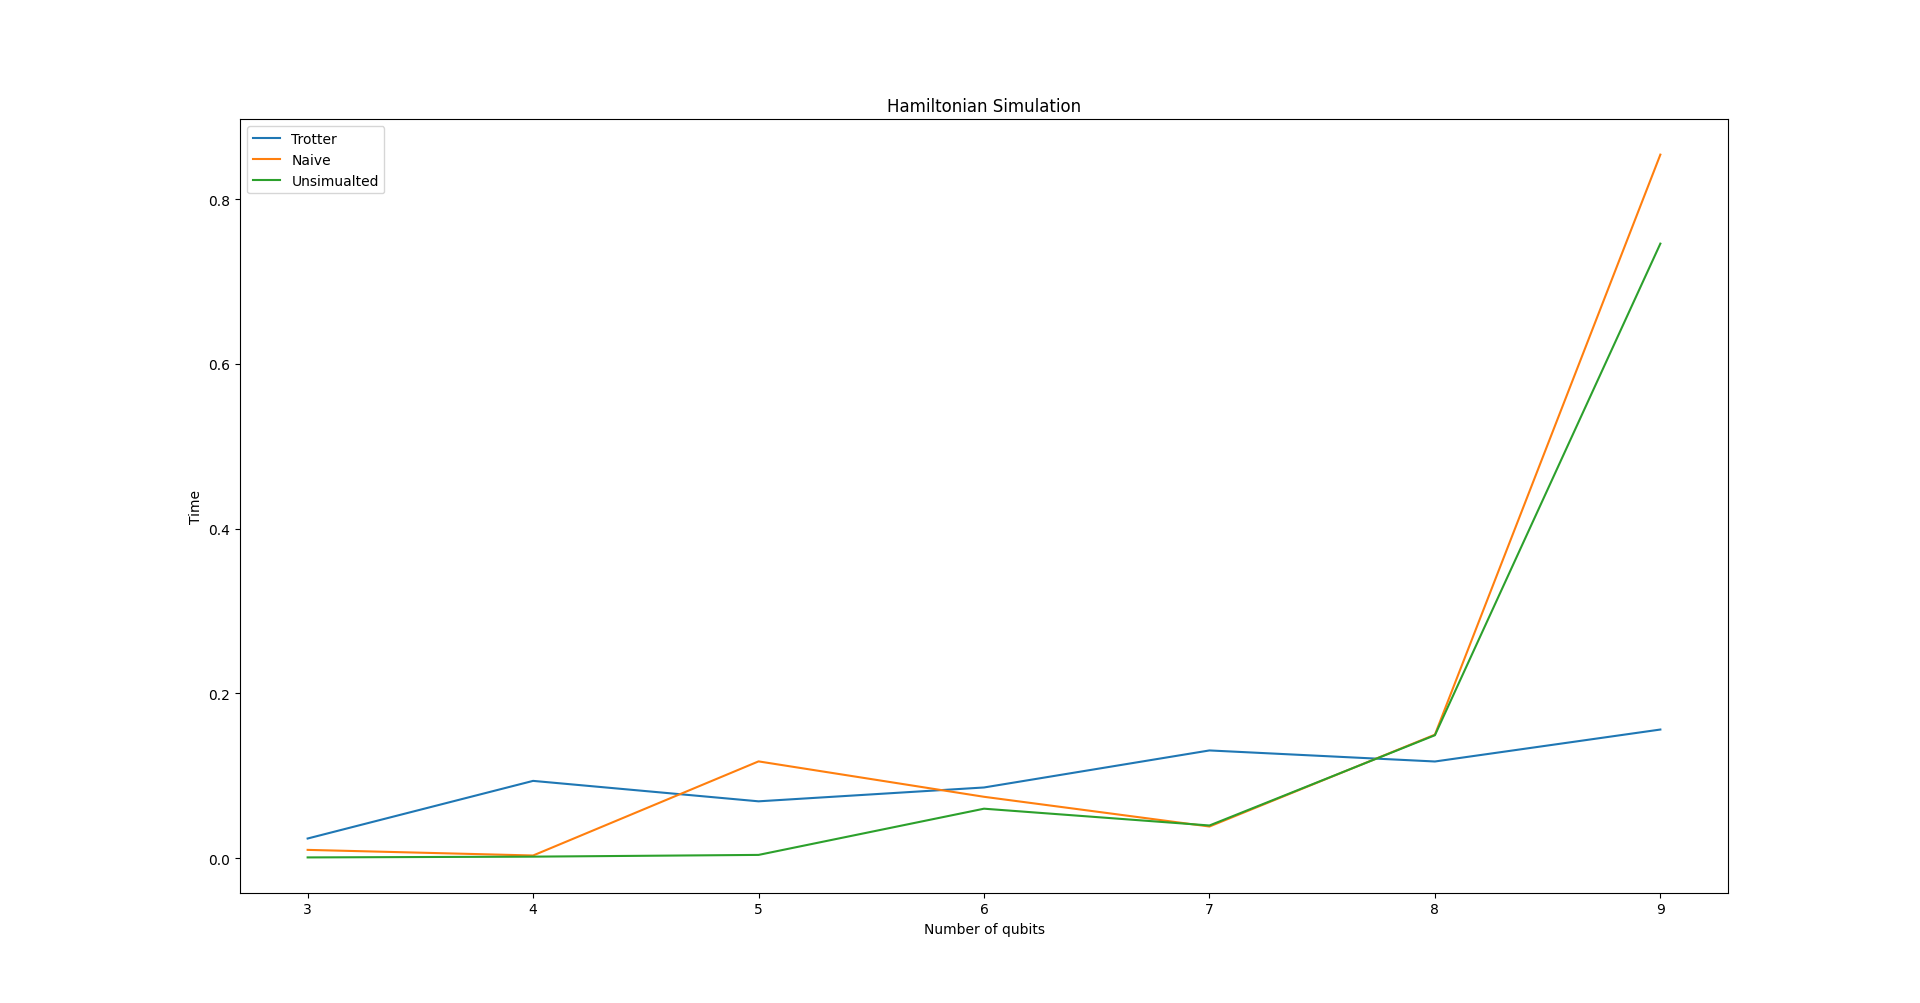 Hamiltonian Simulation
Trotter
Naive
Unsimualted
0.8
0.6
0.4
0.2
0.0
Time
3 4 5 6 7 8 9
Number of qubits